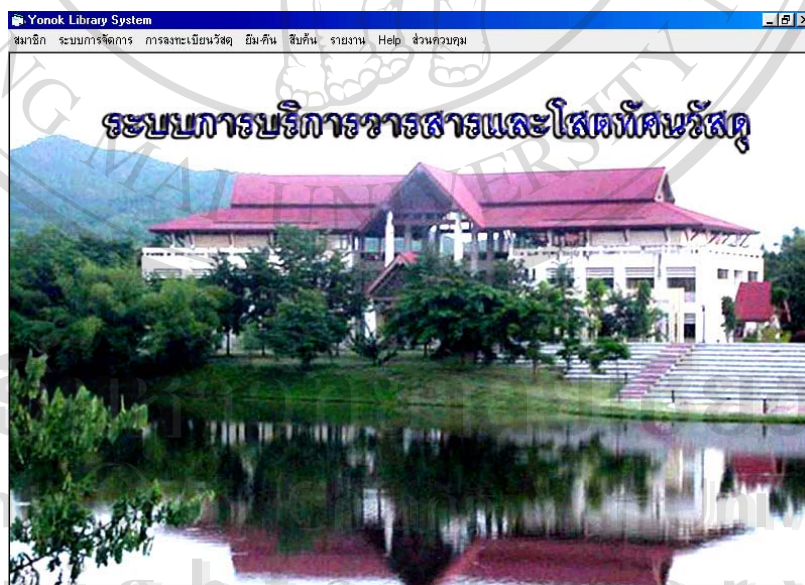 Yonok Library System
สมาชิก ระบบการจัดการ การลงทะเบียนวัสดุ ยืม-คืน สืบค้น รายงาน Help ส่วนควบคุม
ระบบการบริการวารสารและโสตทัศนวัสดุ
MAI UNIVERSITY